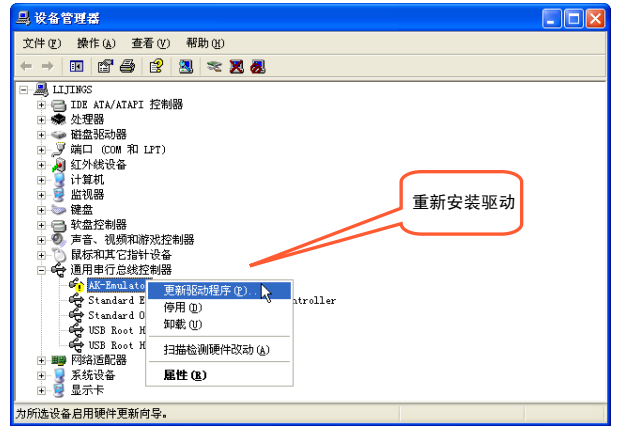 设备管理器
文件(F) 操作(A) 查看(V) 帮助(H)
LIJINGS
IDE ATA/ATAPI 控制器
处理器
磁盘驱动器
端口 (COM 和 LPT)
红外线设备
计算机
监视器
键盘
软盘控制器
声音、视频和游戏控制器
鼠标和其它指针设备
通用串行总线控制器
AK-Emulato
Standard E
ntroller
Standard O
USB Root H
USB Root H
网络适配器
系统设备
显示卡
更新驱动程序(P)...
停用(D)
卸载(U)
扫描检测硬件改动(A)
属性(R)
重新安装驱动
为所选设备启用硬件更新向导。